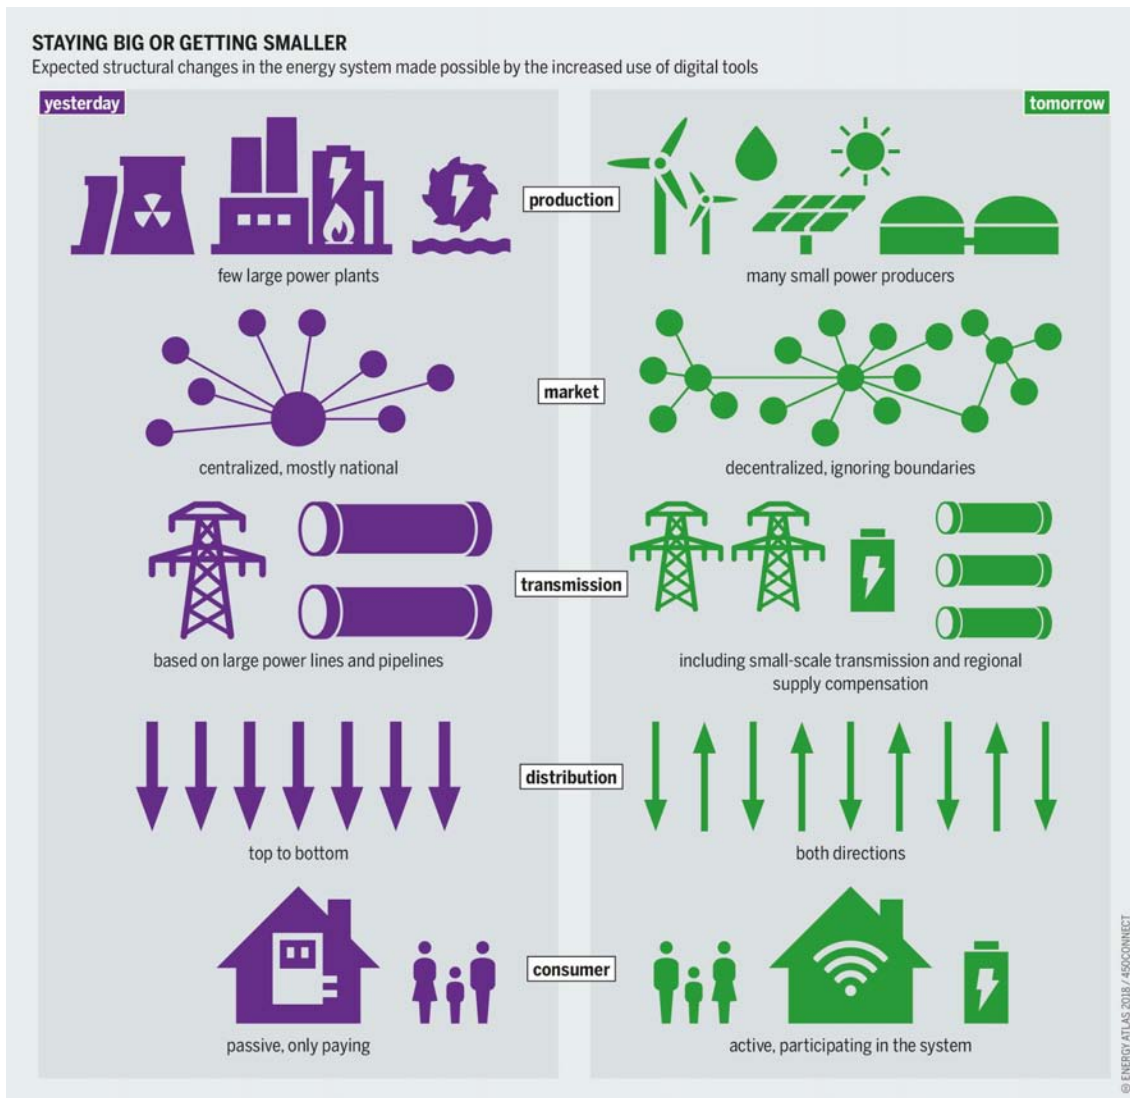 STAYING BIG OR GETTING SMALLER
Expected structural changes in the energy system made possible by the increased use of digital tools
yesterday
tomorrow
production
few large power plants
many small power producers
market
centralized, mostly national
decentralized, ignoring boundaries
transmission
based on large power lines and pipelines
including small-scale transmission and regional
supply compensation
distribution
top to bottom
both directions
consumer
passive, only paying
active, participating in the system
© ENERGY ATLAS 2018 / 450CONNECT